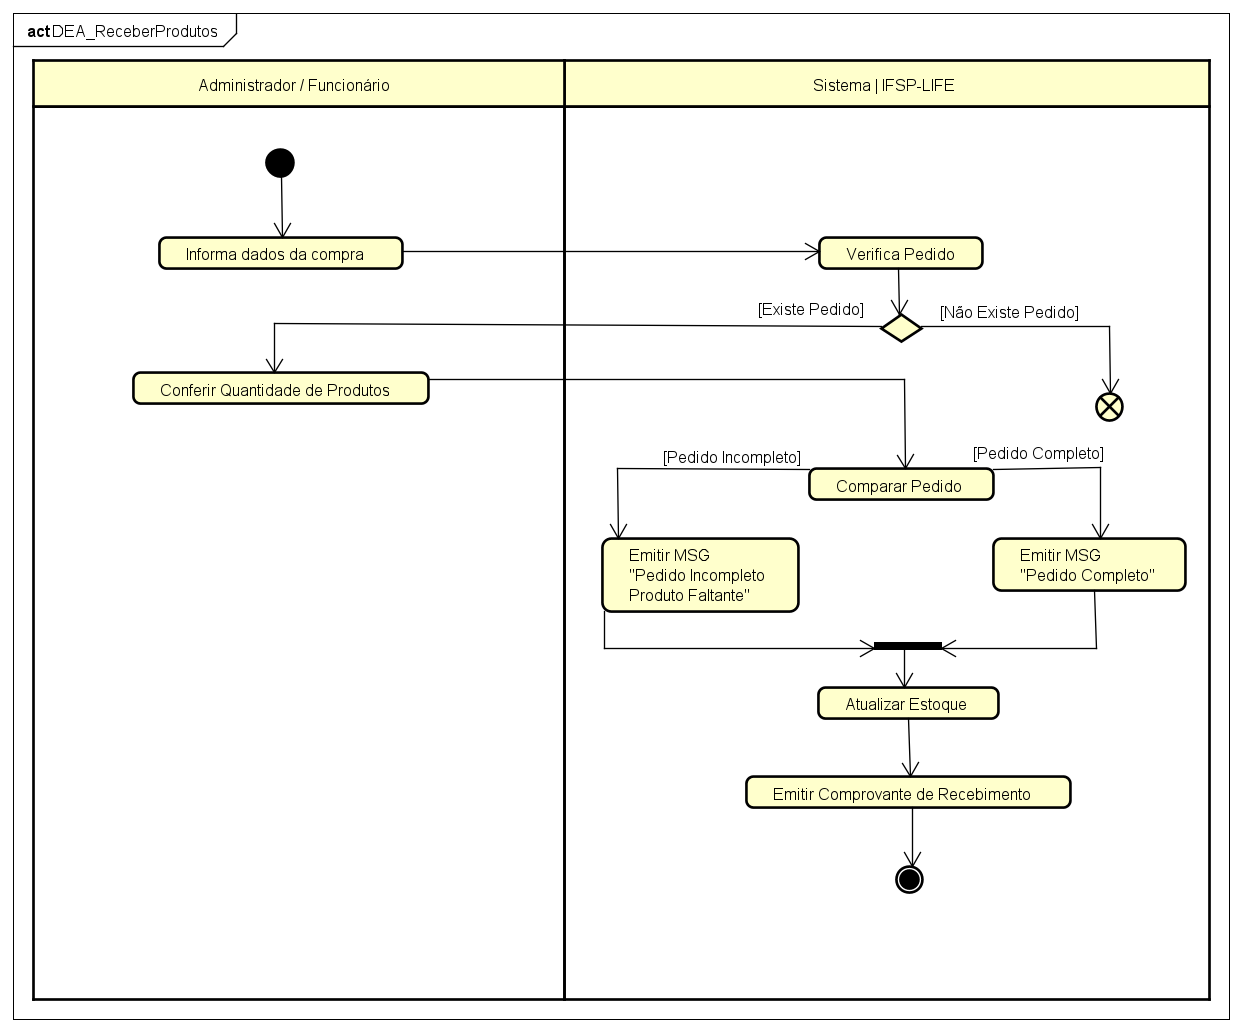 act DEA_ReceberProdutos
Administrador / Funcionário
Sistema | IFSP-LIFE
Informa dados da compra
Verifica Pedido
[Existe Pedido]
[Não Existe Pedido]
Conferir Quantidade de Produtos
[Pedido Incompleto]
[Pedido Completo]
Comparar Pedido
Emitir MSG
"Pedido Incompleto
Produto Faltante"
Emitir MSG
"Pedido Completo"
Atualizar Estoque
Emitir Comprovante de Recebimento